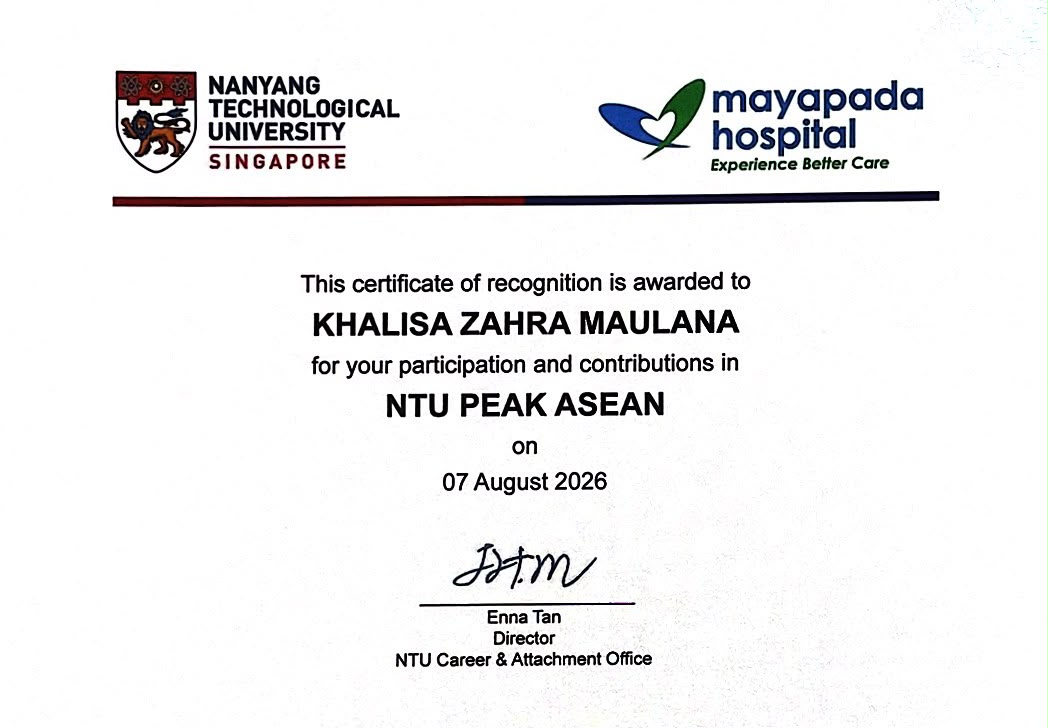 NANYANG
TECHNOLOGICAL
UNIVERSITY
SINGAPORE
mayapada
hospital
Experience Better Care
This certificate of recognition is awarded to
KHALISA ZAHRA MAULANA
for your participation and contributions in
NTU PEAK ASEAN
on
07 August 2026
Enna Tan
Director
NTU Career & Attachment Office